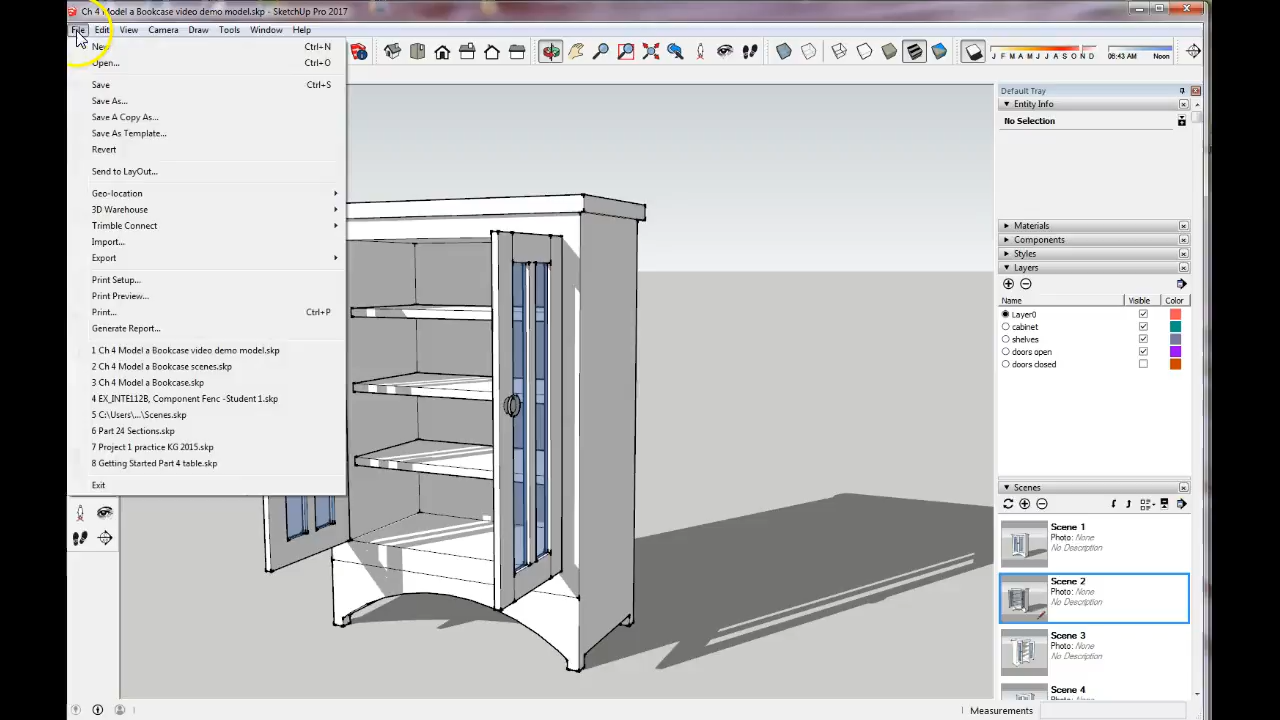 Ch 4 Model a Bookcase video demo model.skp - SketchUp Pro 2017
File Edit View Camera Draw Tools Window Help
New Ctrl+N
Open... Ctrl+O
Save Ctrl+S
Save As...
Save A Copy As...
Save As Template...
Revert
Send to LayOut...
Geo-location
3D Warehouse
Trimble Connect
Import...
Export
Print Setup...
Print Preview...
Print... Ctrl+P
Generate Report...
1 Ch 4 Model a Bookcase video demo model.skp
2 Ch 4 Model a Bookcase scenes.skp
3 Ch 4 Model a Bookcase.skp
4 EX_INTE112B, Component Fenc -Student 1.skp
5 C:\Users\...\Scenes.skp
6 Part 24 Sections.skp
7 Project 1 practice KG 2015.skp
8 Getting Started Part 4 table.skp
Exit
J F M A M J J A S O N D
06:43 AM Noon
Default Tray
Entity Info
No Selection
Materials
Components
Styles
Layers
Name Visible Color
Layer0
cabinet
shelves
doors open
doors closed
Scenes
Scene 1
Photo: None
No Description
Scene 2
Photo: None
No Description
Scene 3
Photo: None
No Description
Scene 4
Measurements